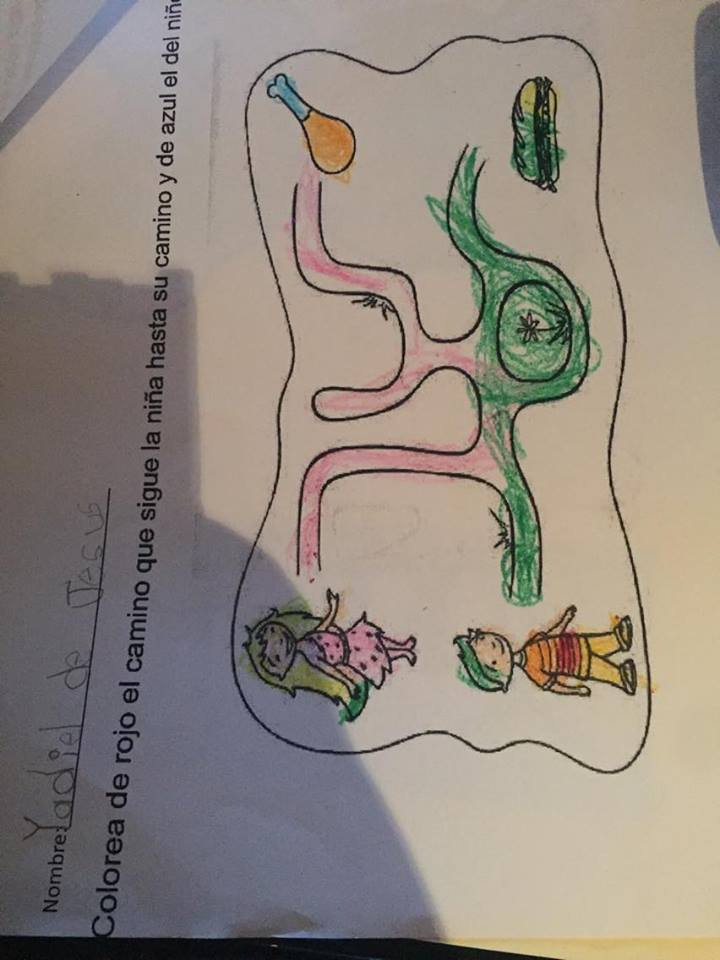 Nombre: Yadiel de Jesus
Colorea de rojo el camino que sigue la niña hasta su camino y de azul el del niño